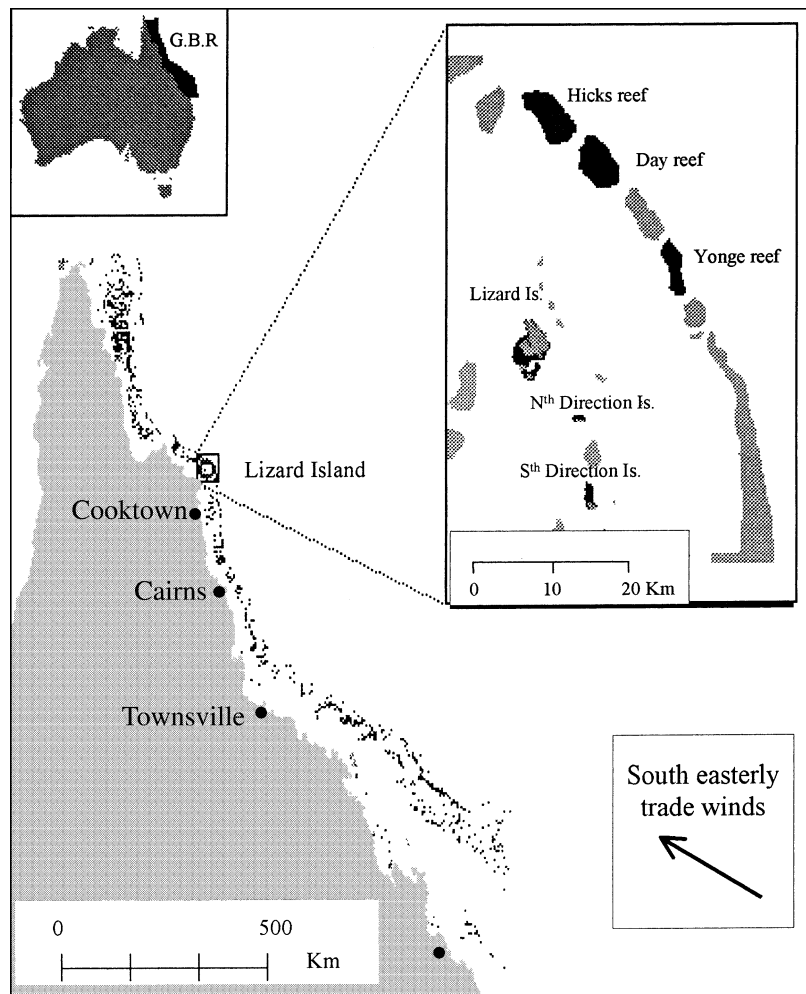 G.B.R
Hicks reef
Day reef
Yonge reef
Lizard Is.
Nth Direction Is.
Sth Direction Is.
0 10 20 Km
Lizard Island
Cooktown
Cairns
Townsville
South easterly
trade winds
0 500
Km